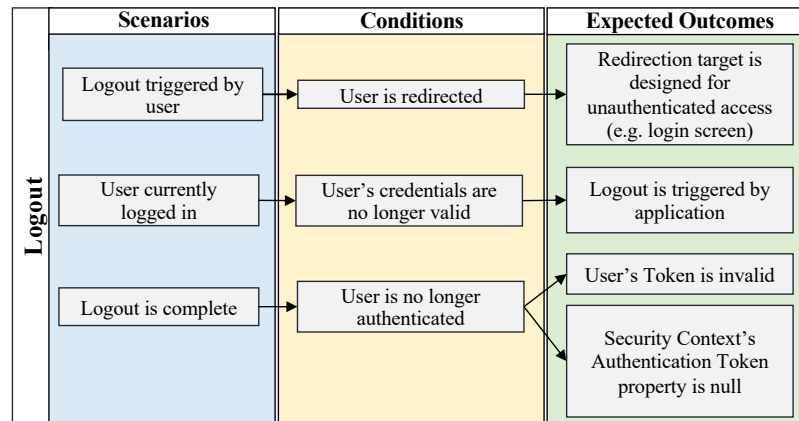 Scenarios
Conditions
Expected Outcomes
Logout
Logout triggered by
user
User is redirected
Redirection target is
designed for
unauthenticated access
(e.g. login screen)
User currently
logged in
User’s credentials are
no longer valid
Logout is triggered by
application
Logout is complete
User is no longer
authenticated
User’s Token is invalid
Security Context’s
Authentication Token
property is null